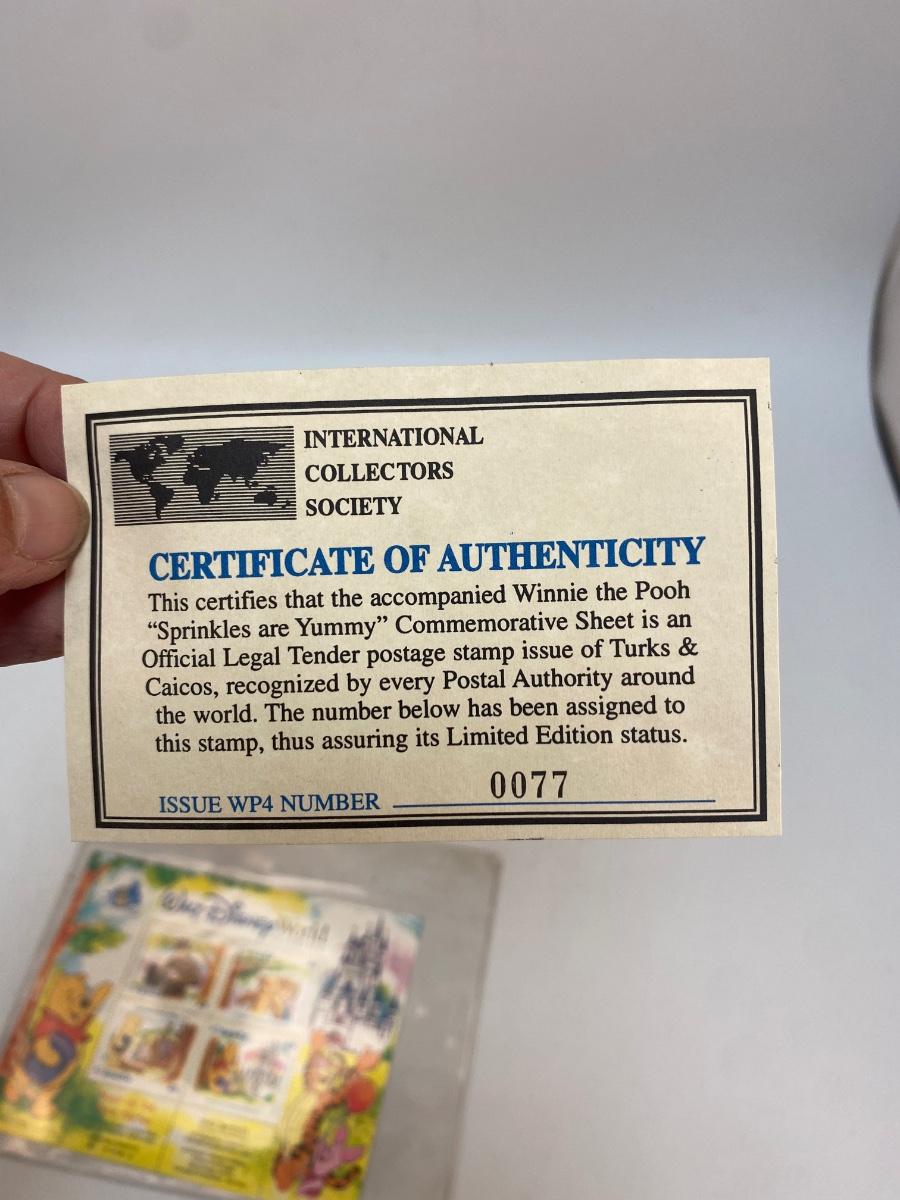 INTERNATIONAL
COLLECTORS
SOCIETY
CERTIFICATE OF AUTHENTICITY
This certifies that the accompanied Winnie the Pooh
“Sprinkles are Yummy” Commemorative Sheet is an
Official Legal Tender postage stamp issue of Turks &
Caicos, recognized by every Postal Authority around
the world. The number below has been assigned to
this stamp, thus assuring its Limited Edition status.
ISSUE WP4 NUMBER 0077
Walt Disney World